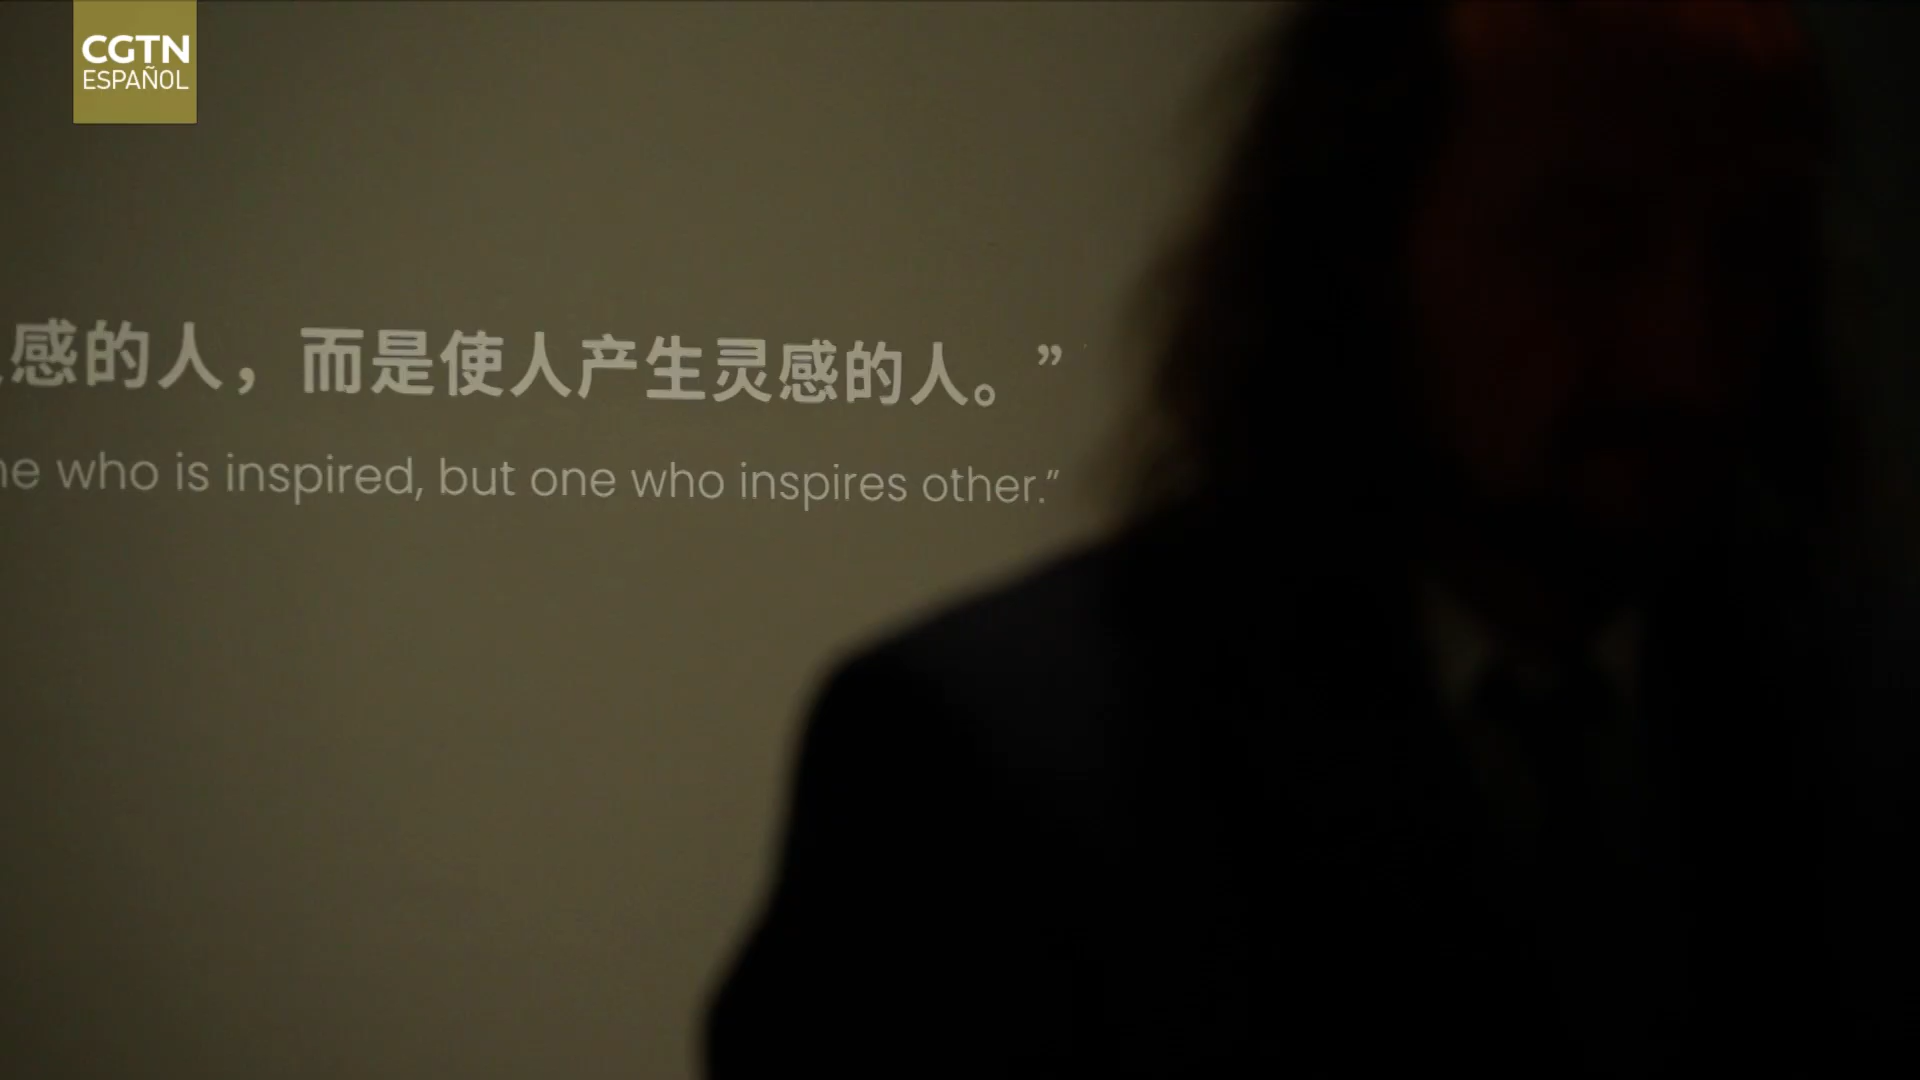 CGTN
ESPAÑOL
感的人，而是使人产生灵感的人。”
who is inspired, but one who inspires other.”